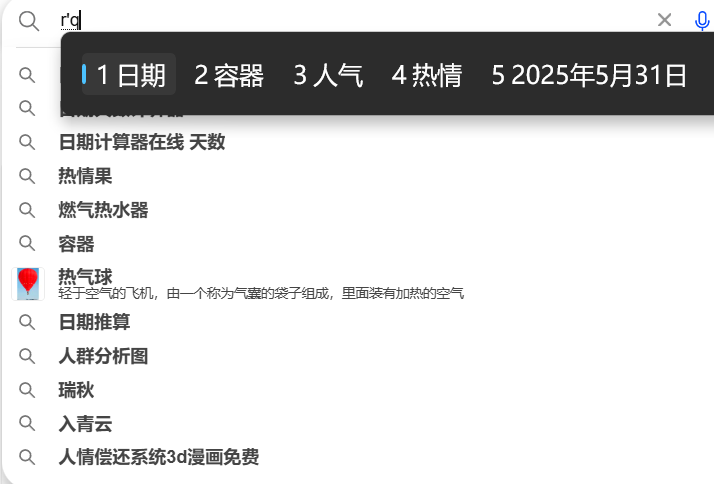 r'q
1 日期 2 容器 3 人气 4 热情 5 2025年5月31日
日期计算器在线 天数
热情果
燃气热水器
容器
热气球
轻于空气的飞机，由一个称为气囊的袋子组成，里面装有加热的空气
日期推算
人群分析图
瑞秋
入青云
人情偿还系统3d漫画免费